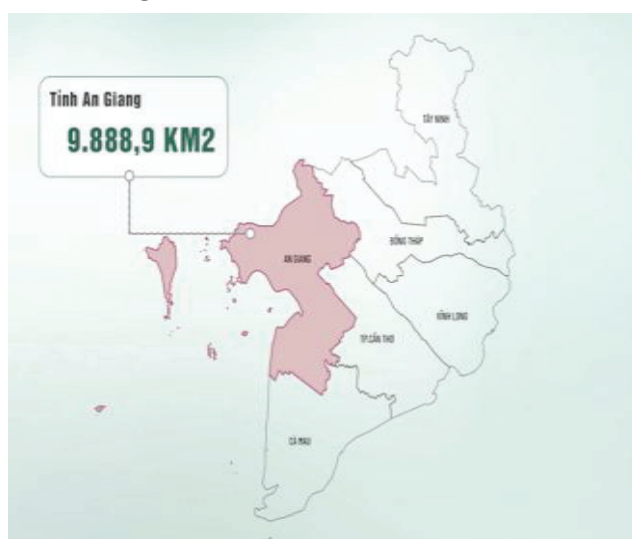 Tỉnh An Giang
9.888,9 KM2
TÂY NINH
ĐỒNG THÁP
AN GIANG
VĨNH LONG
TP.CẦN THƠ
CÀ MAU